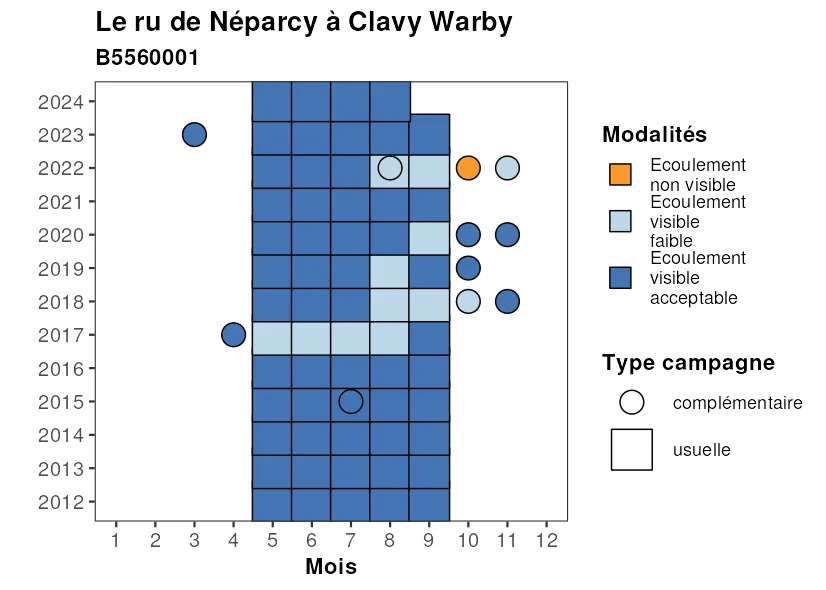 Le ru de Néparcy à Clavy Warby
B5560001
2024
2023
2022
2021
2020
2019
2018
2017
2016
2015
2014
2013
2012
1 2 3 4 5 6 7 8 9 10 11 12
Mois
Modalités
Ecoulement
non visible
Ecoulement
visible
faible
Ecoulement
visible
acceptable
Type campagne
complémentaire
usuelle